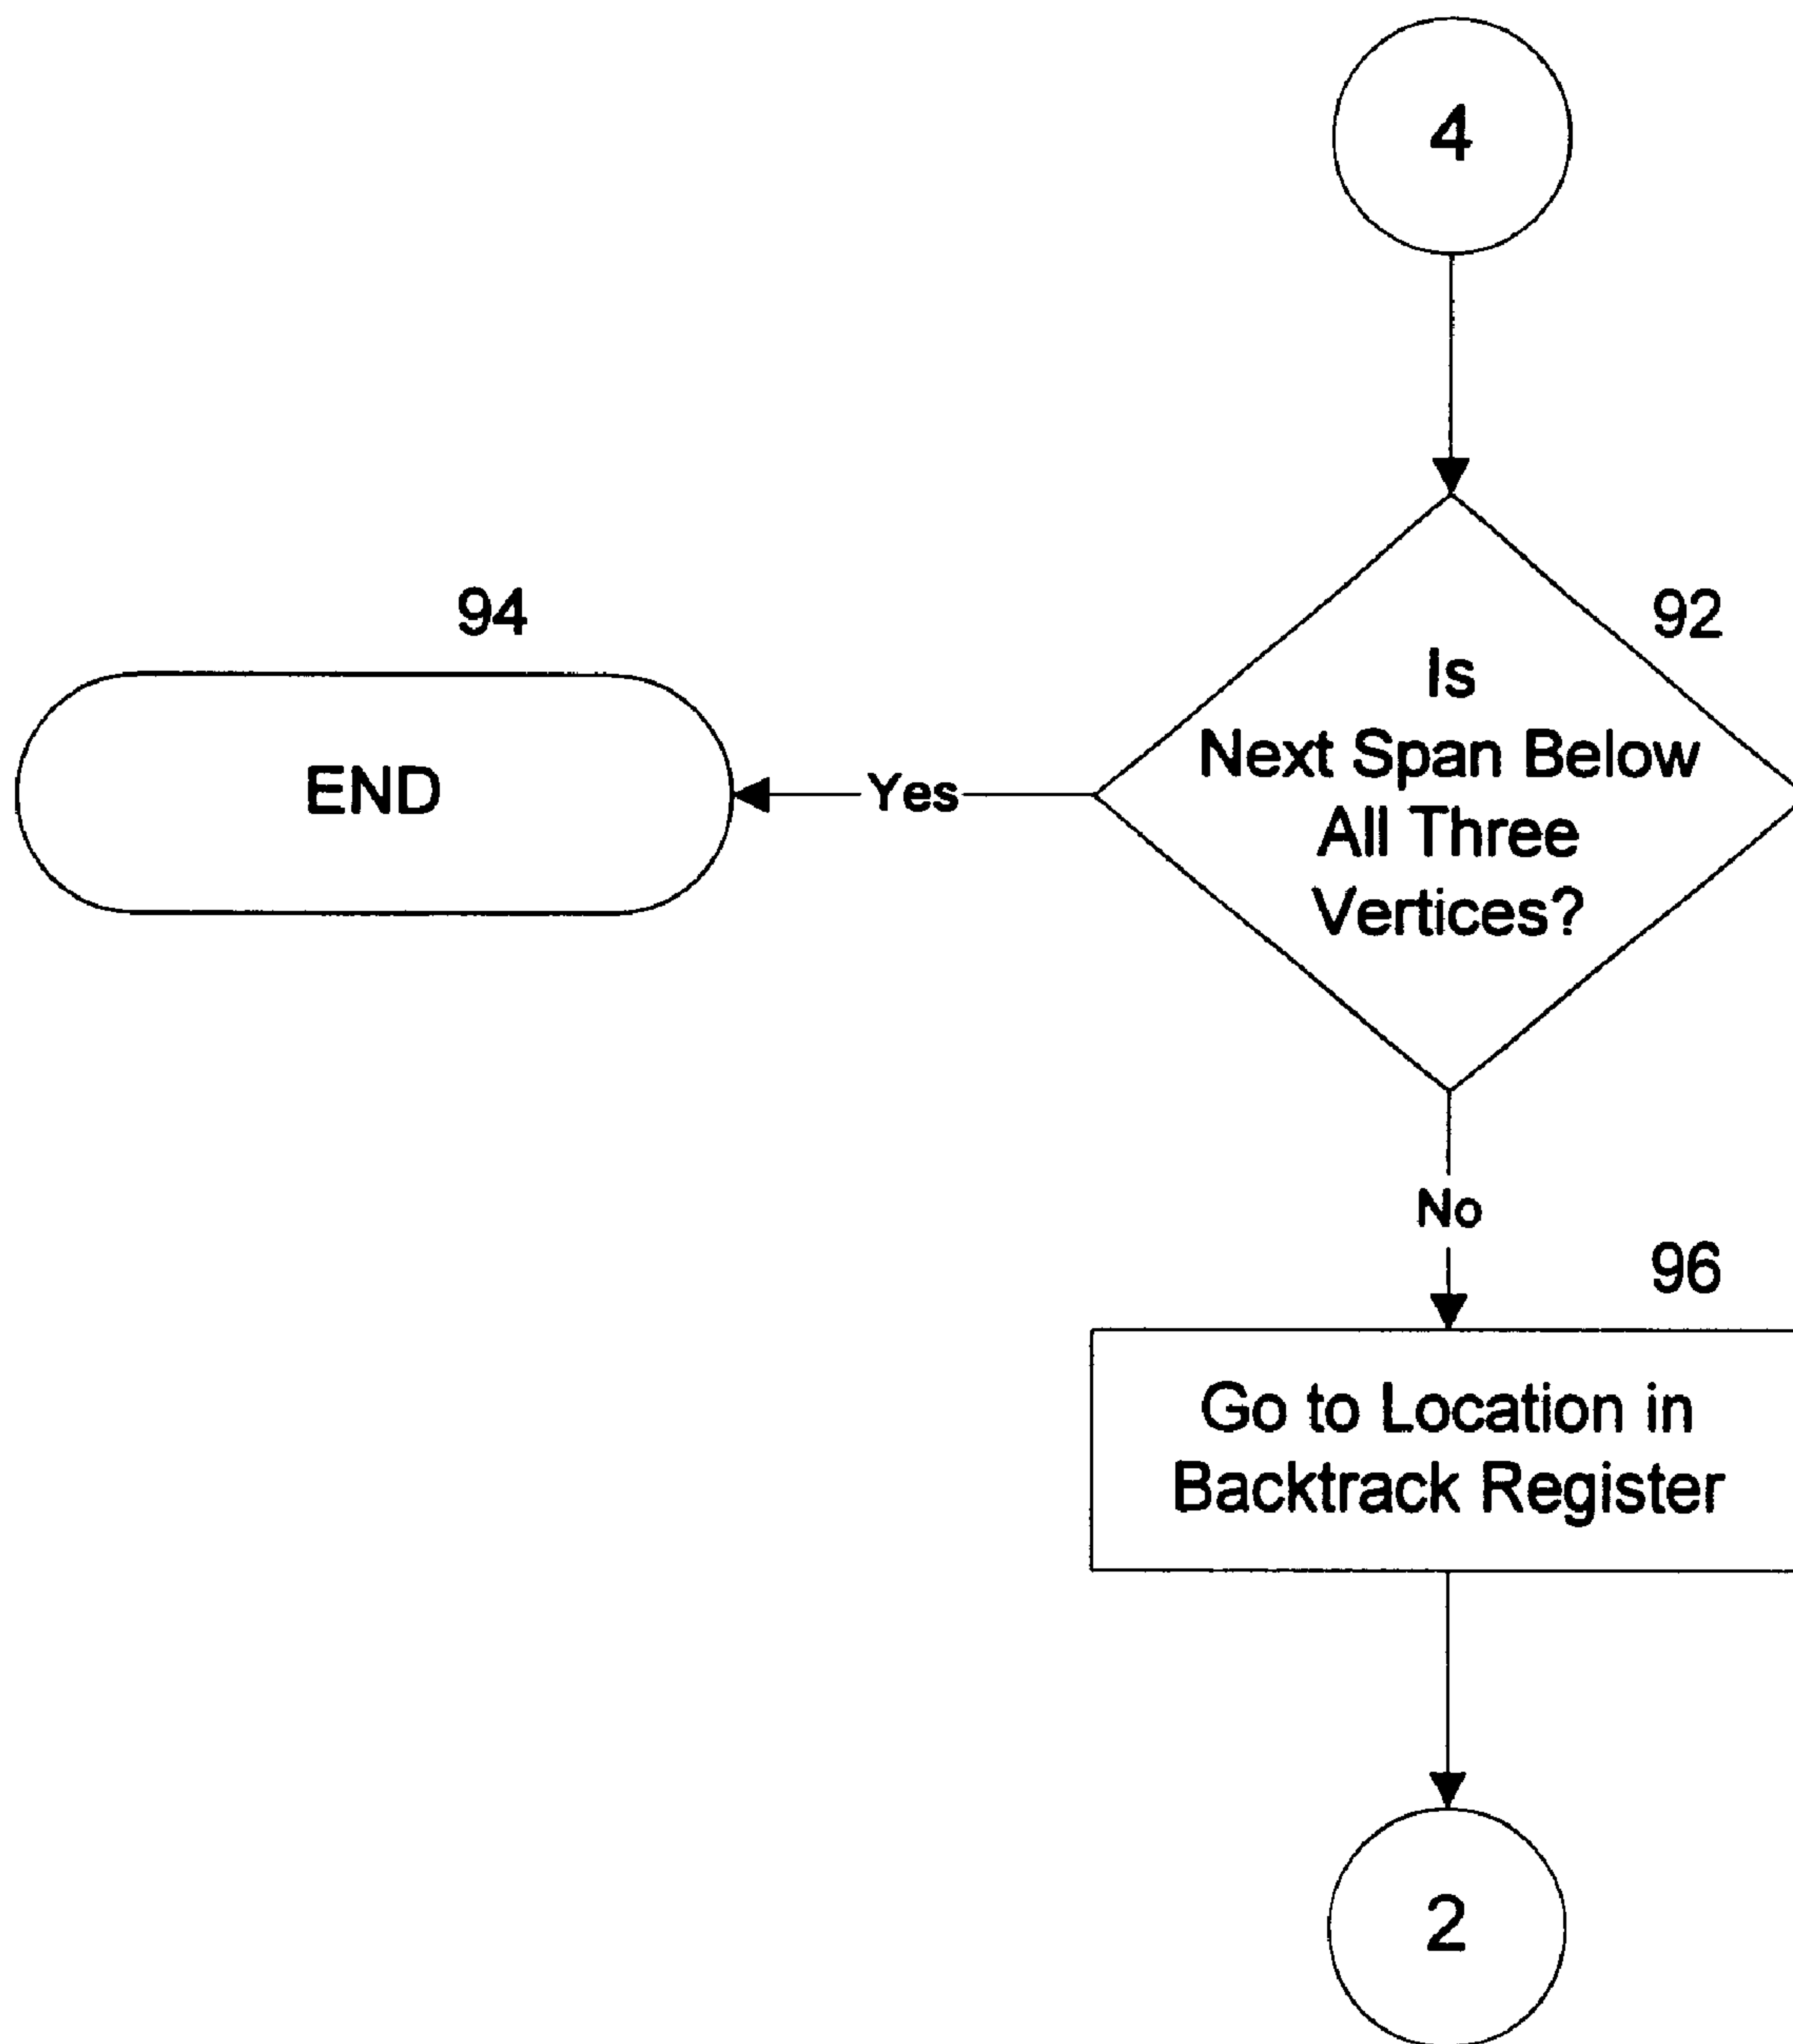 4
94
92
Is
Next Span Below
All Three
Vertices?
END
Yes
No
96
Go to Location in
Backtrack Register
2